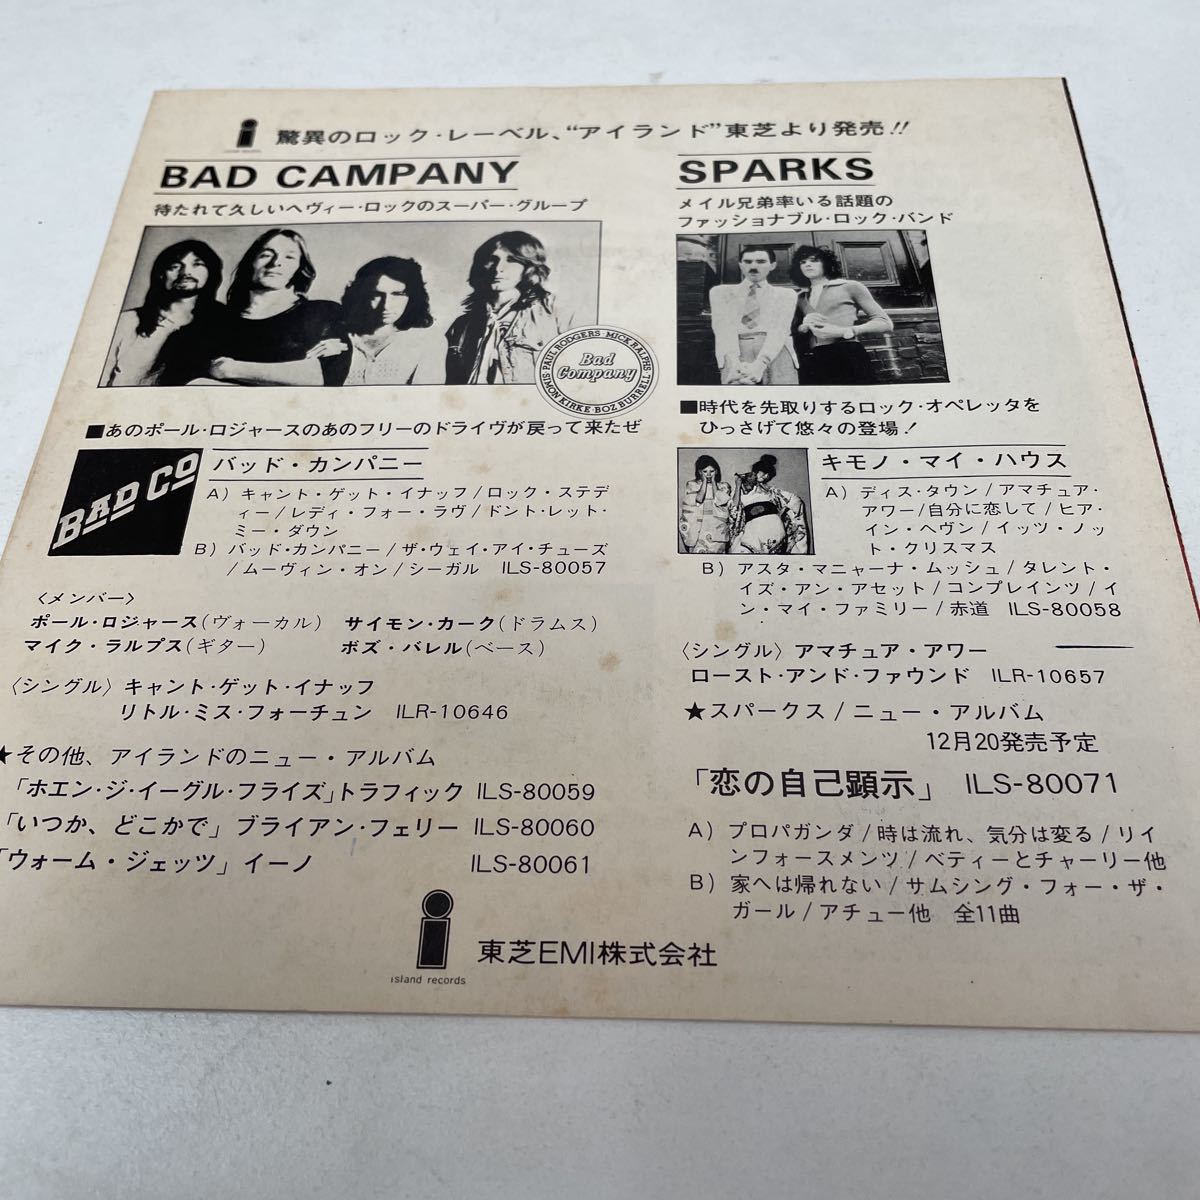 驚異のロック・レーベル、“アイランド”東芝より発売!!
BAD CAMPANY
待たれて久しいヘヴィー・ロックのスーパー・グループ
PAUL RODGERS MICK RALPHS
SIMON KIRKE・BOZ BURRELL
Bad
Company
■あのポール・ロジャースのあのフリーのドライヴが戻って来たぜ
BAD CO
バッド・カンパニー
A) キャント・ゲット・イナッフ/ロック・ステデ
ィー/レディ・フォー・ラヴ/ドント・レット・
ミー・ダウン
B) バッド・カンパニー/ザ・ウェイ・アイ・チューズ
/ムーヴィン・オン/シーガル ILS-80057
〈メンバー〉
ポール・ロジャース(ヴォーカル) サイモン・カーク(ドラムス)
マイク・ラルプス(ギター) ボズ・バレル(ベース)
〈シングル〉キャント・ゲット・イナッフ
リトル・ミス・フォーチュン ILR-10646
★その他、アイランドのニュー・アルバム
「ホエン・ジ・イーグル・フライズ」トラフィック ILS-80059
「いつか、どこかで」ブライアン・フェリー ILS-80060
「ウォーム・ジェッツ」イーノ ILS-80061
SPARKS
メイル兄弟率いる話題の
ファッショナブル・ロック・バンド
■時代を先取りするロック・オペレッタを
ひっさげて悠々の登場!
キモノ・マイ・ハウス
A) ディス・タウン/アマチュア・
アワー/自分に恋して/ヒア・
イン・ヘヴン/イッツ・ノッ
ト・クリスマス
B) アスタ・マニャーナ・ムッシュ/タレント・
イズ・アン・アセット/コンプレインツ/イ
ン・マイ・ファミリー/赤道 ILS-80058
〈シングル〉アマチュア・アワー
ロースト・アンド・ファウンド ILR-10657
★スパークス/ニュー・アルバム
12月20発売予定
「恋の自己顕示」 ILS-80071
A) プロパガンダ/時は流れ、気分は変る/リイ
ンフォースメンツ/ベティーとチャーリー他
B) 家へは帰れない/サムシング・フォー・ザ・
ガール/アチュー他 全11曲
island records
東芝EMI株式会社